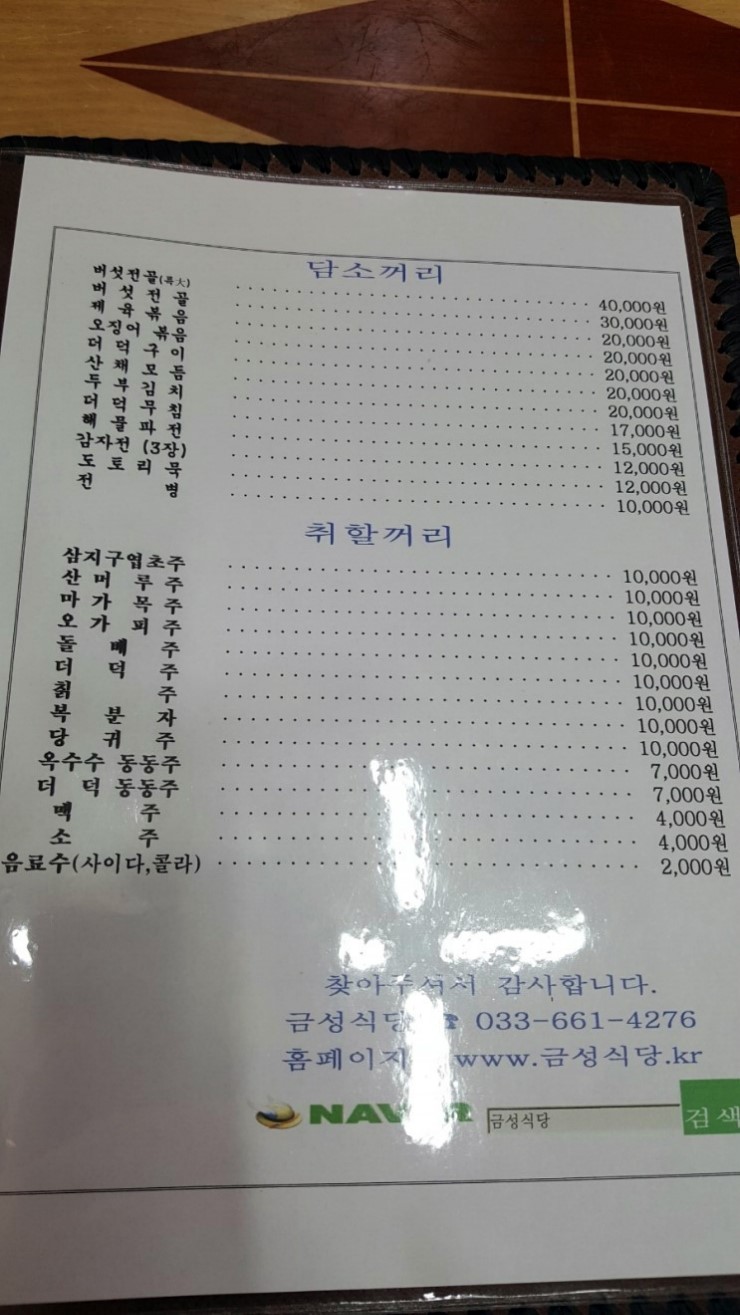 담소꺼리
버섯전골(특大) 40,000원
버섯전골 30,000원
제육볶음 20,000원
오징어볶음 20,000원
더덕구이 20,000원
산채모듬 20,000원
두부김치 20,000원
더덕무침 17,000원
해물파전 15,000원
감자전 (3장) 12,000원
도토리묵 12,000원
전병 10,000원
취할꺼리
삼지구엽초주 10,000원
산머루주 10,000원
마가목주 10,000원
오가피주 10,000원
돌배주 10,000원
더덕주 10,000원
칡주 10,000원
복분자 10,000원
당귀주 10,000원
옥수수 동동주 7,000원
더덕 동동주 7,000원
맥주 4,000원
소주 4,000원
음료수(사이다,콜라) 2,000원
찾아주셔서 감사합니다.
금성식당 ☎ 033-661-4276
홈페이지 www.금성식당.kr
NAVER 금성식당 검색